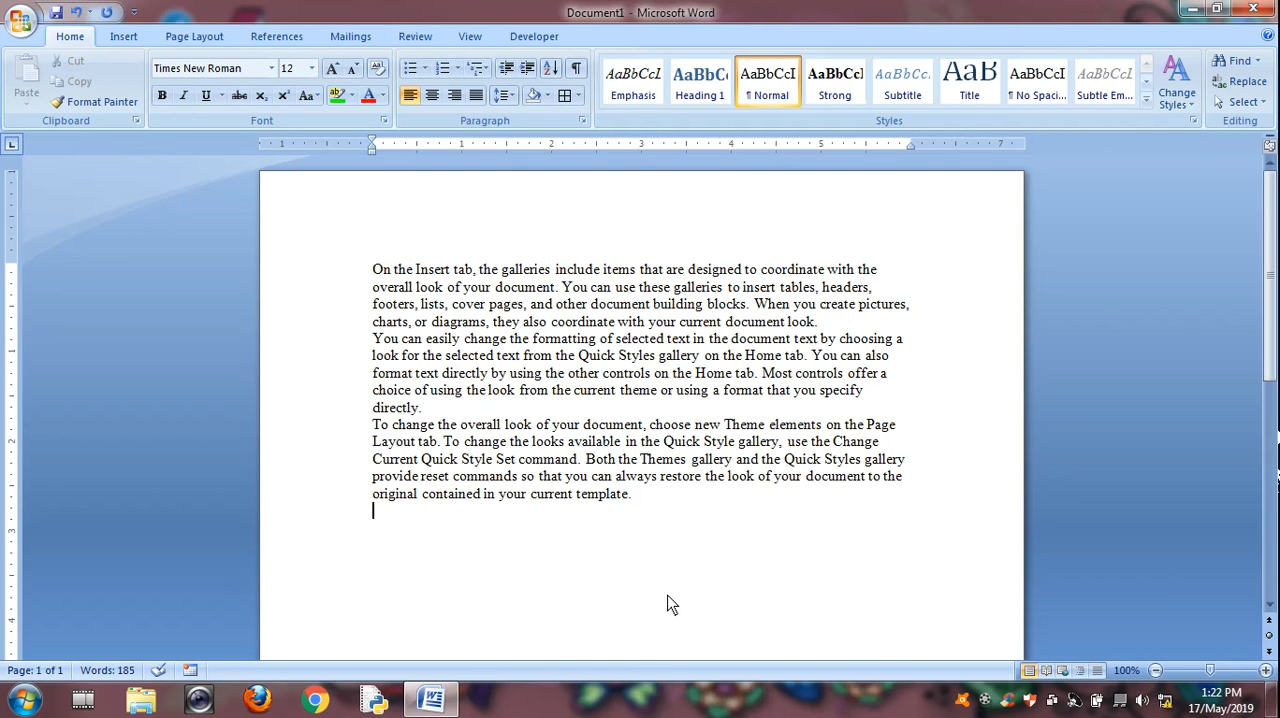 Document1 - Microsoft Word
Home Insert Page Layout References Mailings Review View Developer
Paste
Cut
Copy
Format Painter
Clipboard
Times New Roman 12
B I U abc X₂ X² Aa
Font
Paragraph
AaBbCcI AaBbC AaBbCcI AaBbCcI AaBbCcI AaB AaBbCcI AaBbCcI
Emphasis Heading 1 ¶ Normal Strong Subtitle Title ¶ No Spaci... Subtle Em...
Change
Styles
Styles
Find
Replace
Select
Editing
1 1 2 3 4 5 7
On the Insert tab, the galleries include items that are designed to coordinate with the
overall look of your document. You can use these galleries to insert tables, headers,
footers, lists, cover pages, and other document building blocks. When you create pictures,
charts, or diagrams, they also coordinate with your current document look.
You can easily change the formatting of selected text in the document text by choosing a
look for the selected text from the Quick Styles gallery on the Home tab. You can also
format text directly by using the other controls on the Home tab. Most controls offer a
choice of using the look from the current theme or using a format that you specify
directly.
To change the overall look of your document, choose new Theme elements on the Page
Layout tab. To change the looks available in the Quick Style gallery, use the Change
Current Quick Style Set command. Both the Themes gallery and the Quick Styles gallery
provide reset commands so that you can always restore the look of your document to the
original contained in your current template.
Page: 1 of 1 Words: 185 100%
1:22 PM
17/May/2019